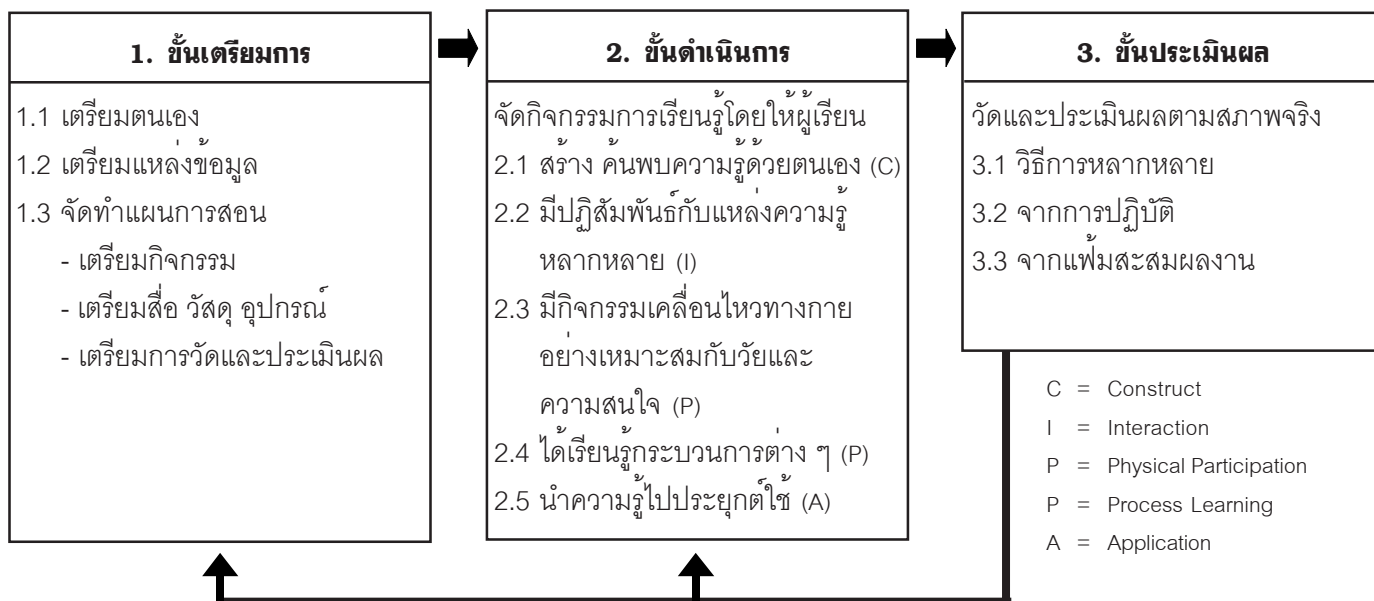 1. ขั้นเตรียมการ
1.1 เตรียมตนเอง
1.2 เตรียมแหล่งข้อมูล
1.3 จัดทำแผนการสอน
- เตรียมกิจกรรม
- เตรียมสื่อ วัสดุ อุปกรณ์
- เตรียมการวัดและประเมินผล
2. ขั้นดำเนินการ
จัดกิจกรรมการเรียนรู้โดยให้ผู้เรียน
2.1 สร้าง ค้นพบความรู้ด้วยตนเอง (C)
2.2 มีปฏิสัมพันธ์กับแหล่งความรู้
หลากหลาย (I)
2.3 มีกิจกรรมเคลื่อนไหวทางกาย
อย่างเหมาะสมกับวัยและ
ความสนใจ (P)
2.4 ได้เรียนรู้กระบวนการต่าง ๆ (P)
2.5 นำความรู้ไปประยุกต์ใช้ (A)
3. ขั้นประเมินผล
วัดและประเมินผลตามสภาพจริง
3.1 วิธีการหลากหลาย
3.2 จากการปฏิบัติ
3.3 จากแฟ้มสะสมผลงาน
C = Construct
I = Interaction
P = Physical Participation
P = Process Learning
A = Application